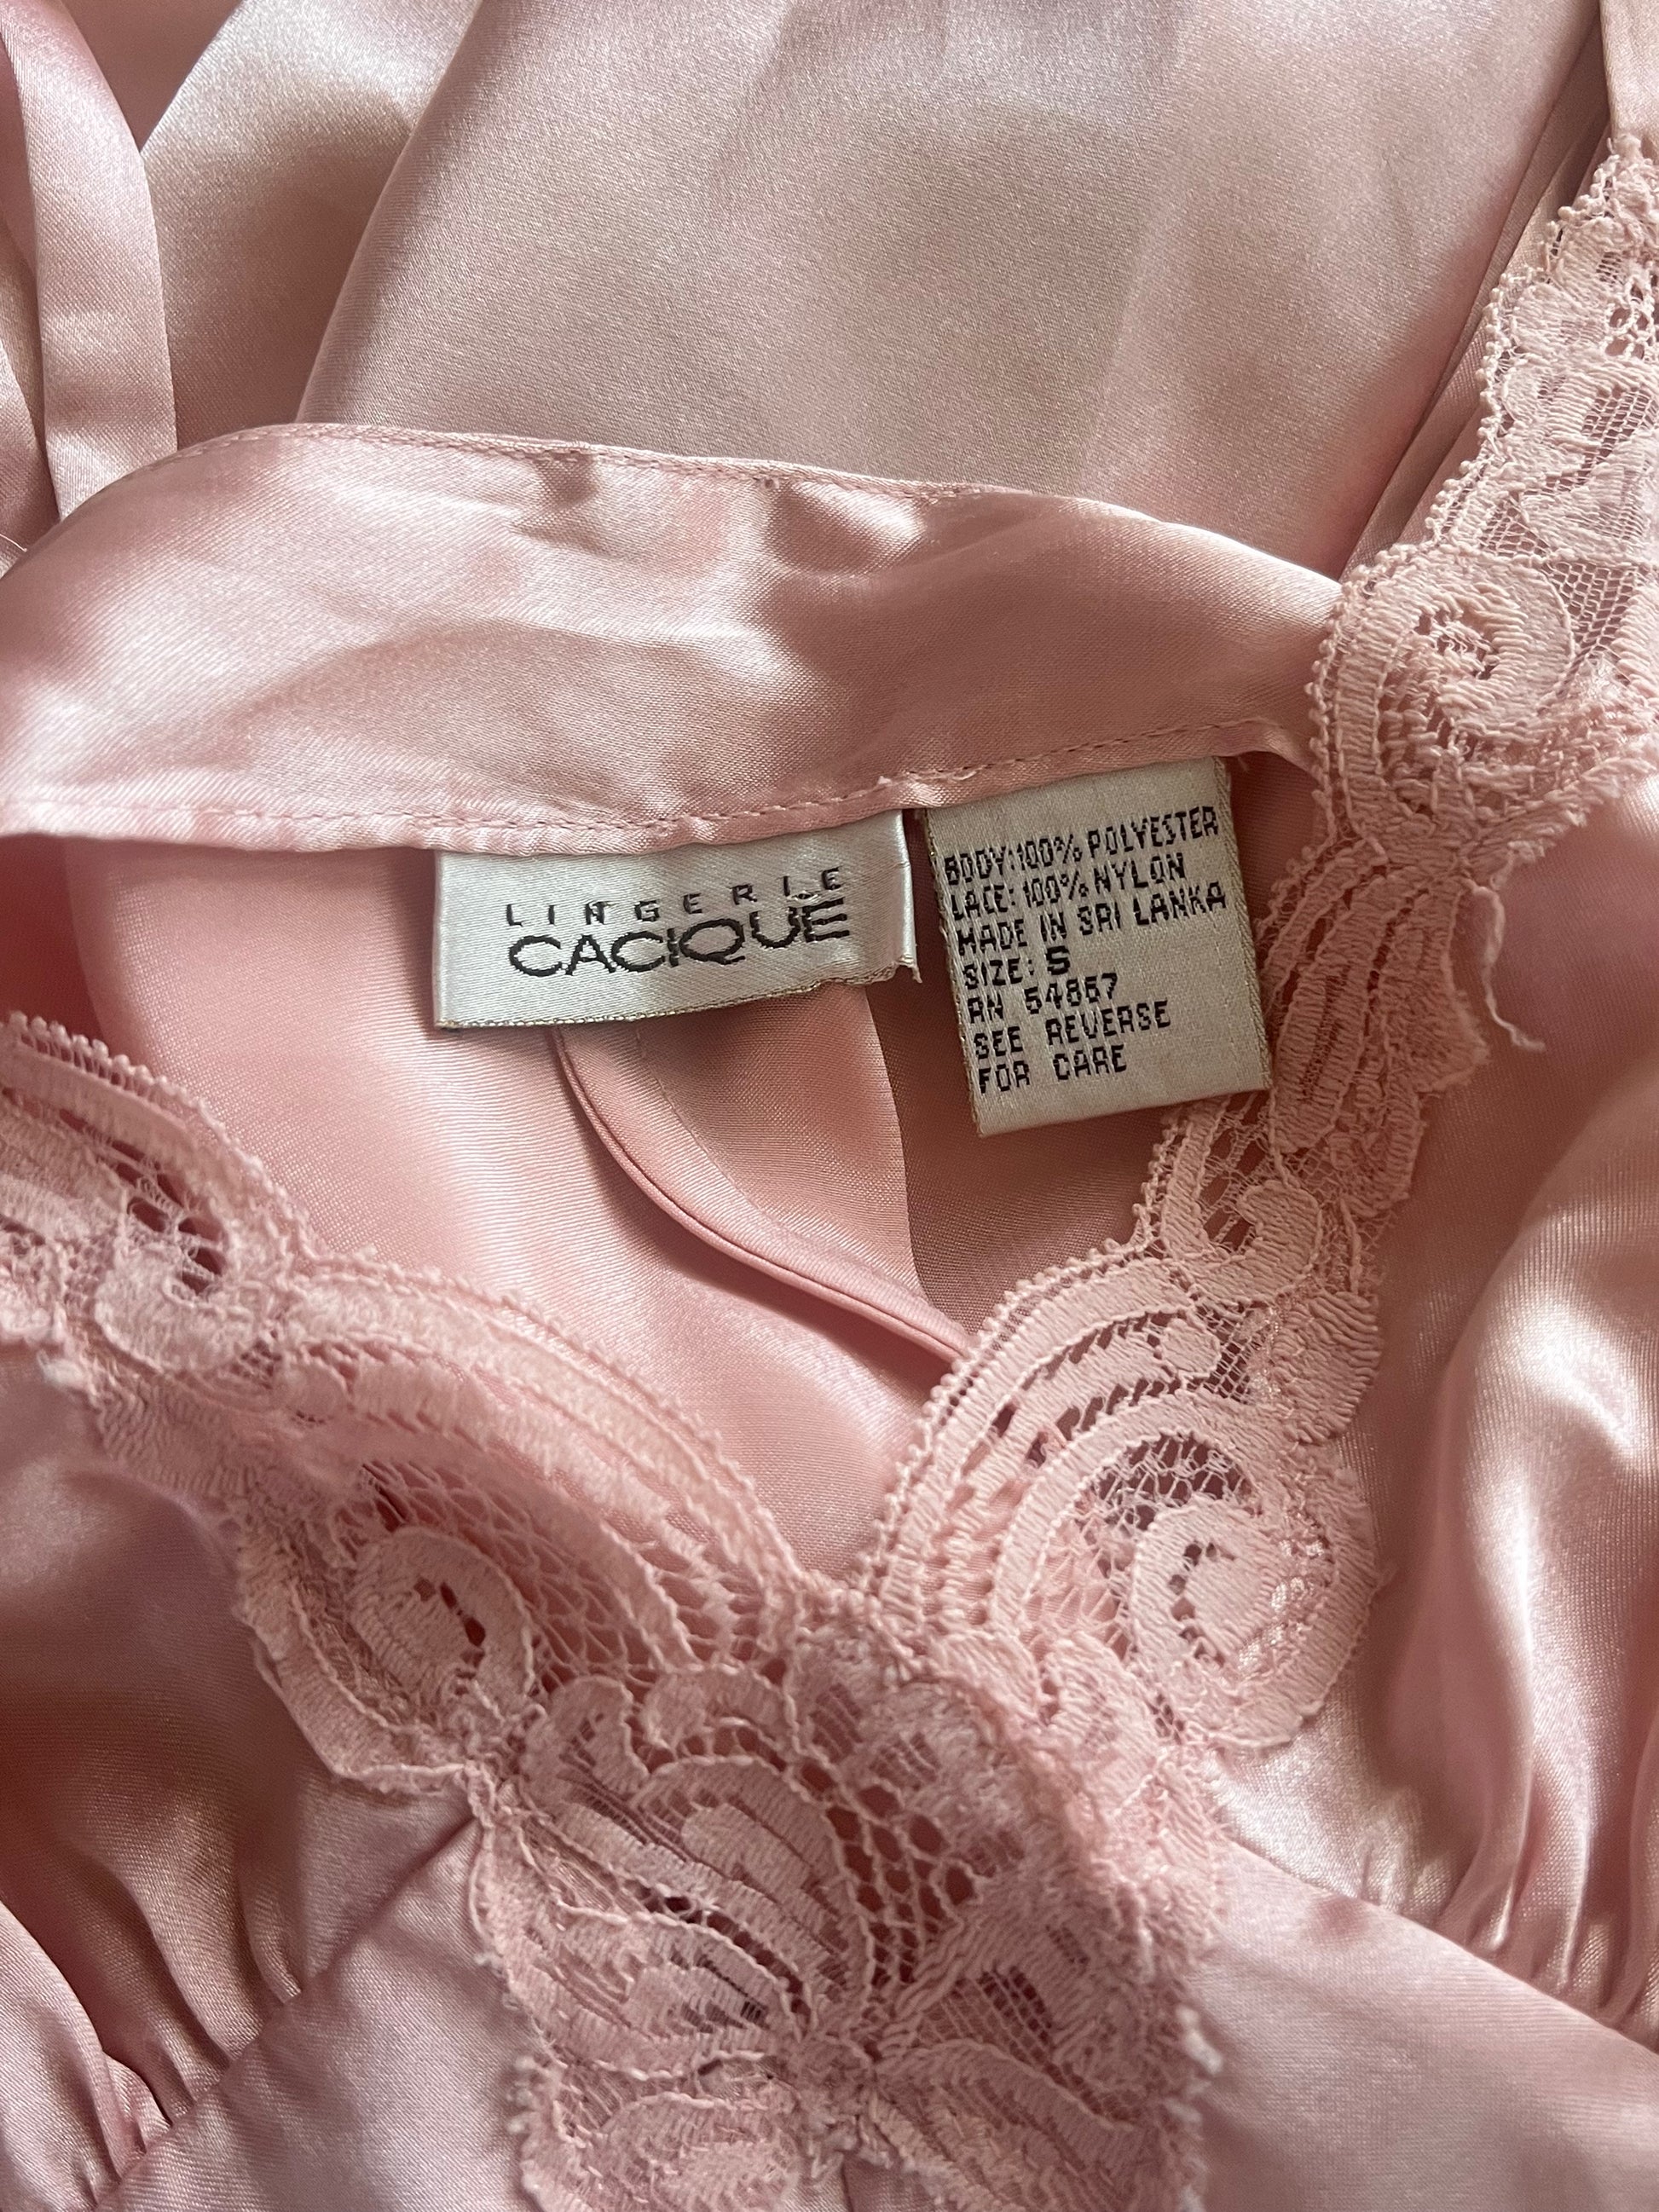 LINGERIE
CACIQUE
BODY:100% POLYESTER
LACE: 100% NYLON
MADE IN SRI LANKA
SIZE: S
RN 54867
SEE REVERSE
FOR CARE